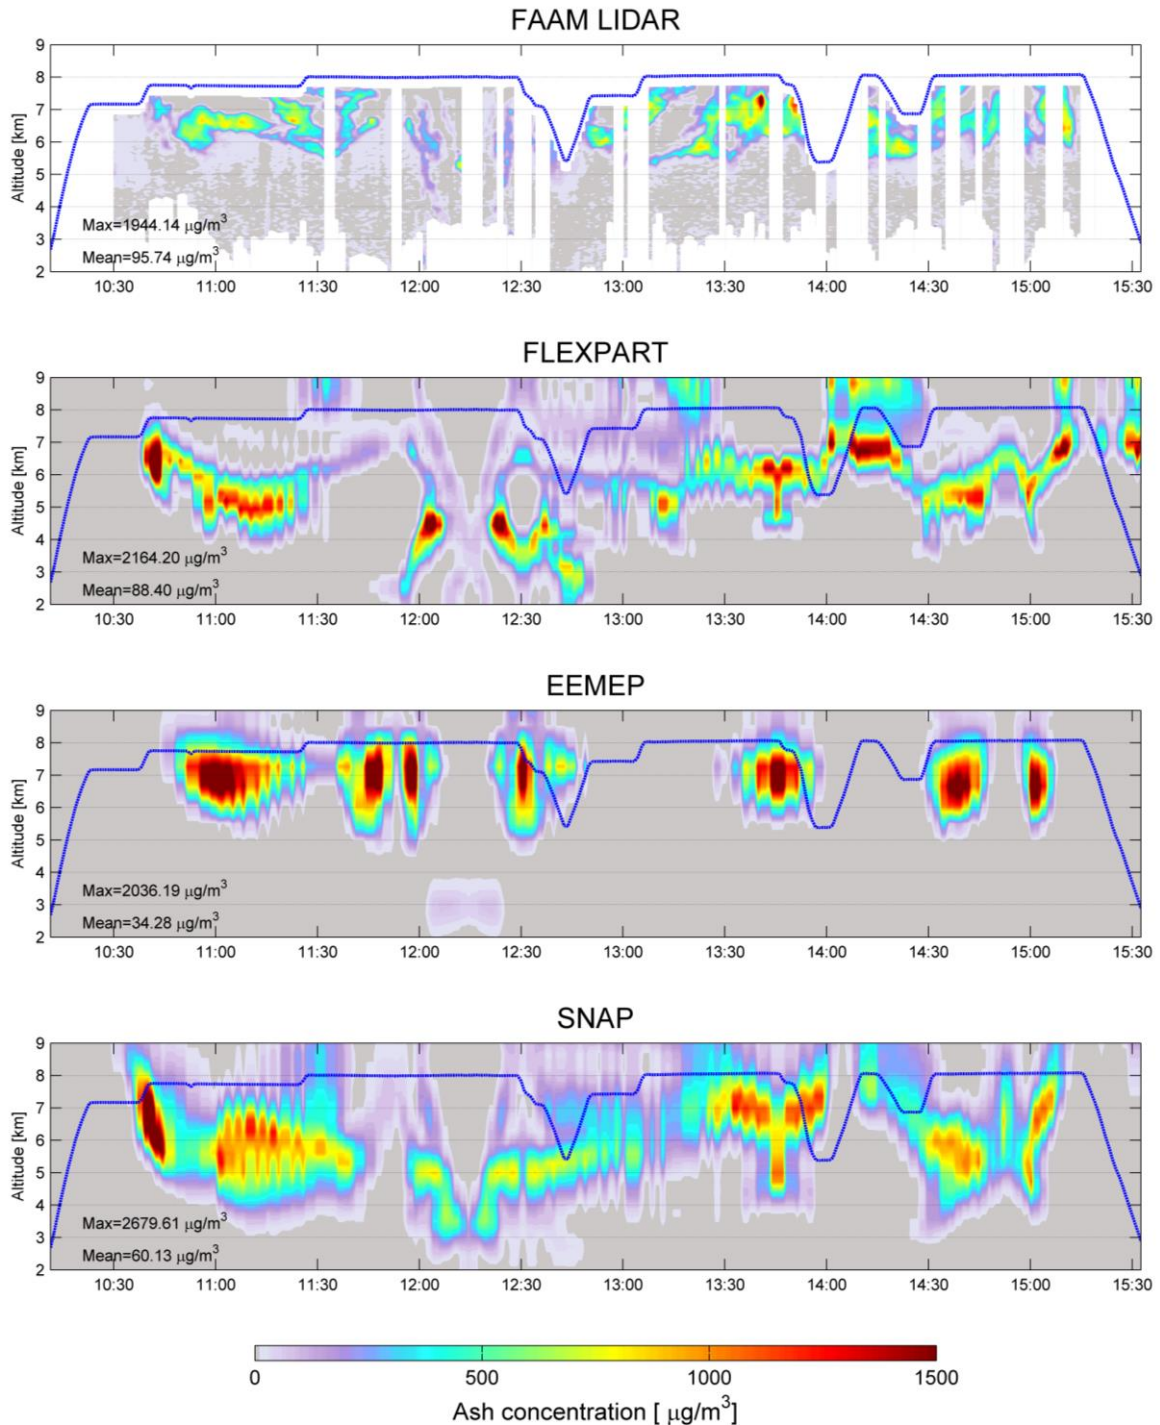 FAAM LIDAR
9
8
7
6
5
4
3
2
Altitude [km]
Max=1944.14 µg/m³
Mean=95.74 µg/m³
10:30 11:00 11:30 12:00 12:30 13:00 13:30 14:00 14:30 15:00 15:30
FLEXPART
9
8
7
6
5
4
3
2
Altitude [km]
Max=2164.20 µg/m³
Mean=88.40 µg/m³
10:30 11:00 11:30 12:00 12:30 13:00 13:30 14:00 14:30 15:00 15:30
EEMEP
9
8
7
6
5
4
3
2
Altitude [km]
Max=2036.19 µg/m³
Mean=34.28 µg/m³
10:30 11:00 11:30 12:00 12:30 13:00 13:30 14:00 14:30 15:00 15:30
SNAP
9
8
7
6
5
4
3
2
Altitude [km]
Max=2679.61 µg/m³
Mean=60.13 µg/m³
10:30 11:00 11:30 12:00 12:30 13:00 13:30 14:00 14:30 15:00 15:30
0 500 1000 1500
Ash concentration [ µg/m³]